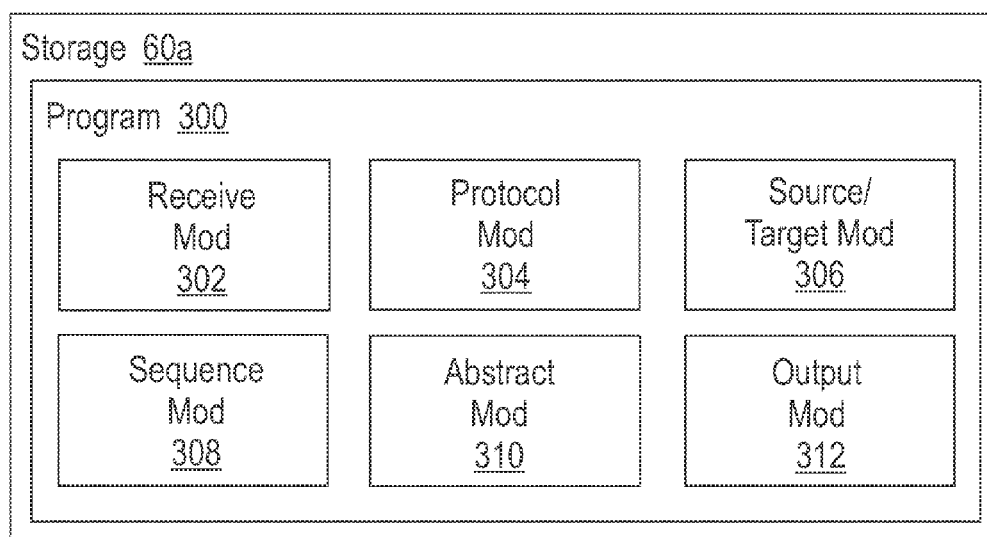 Storage 60a
Program 300
Receive
Mod
302
Protocol
Mod
304
Source/
Target Mod
306
Sequence
Mod
308
Abstract
Mod
310
Output
Mod
312